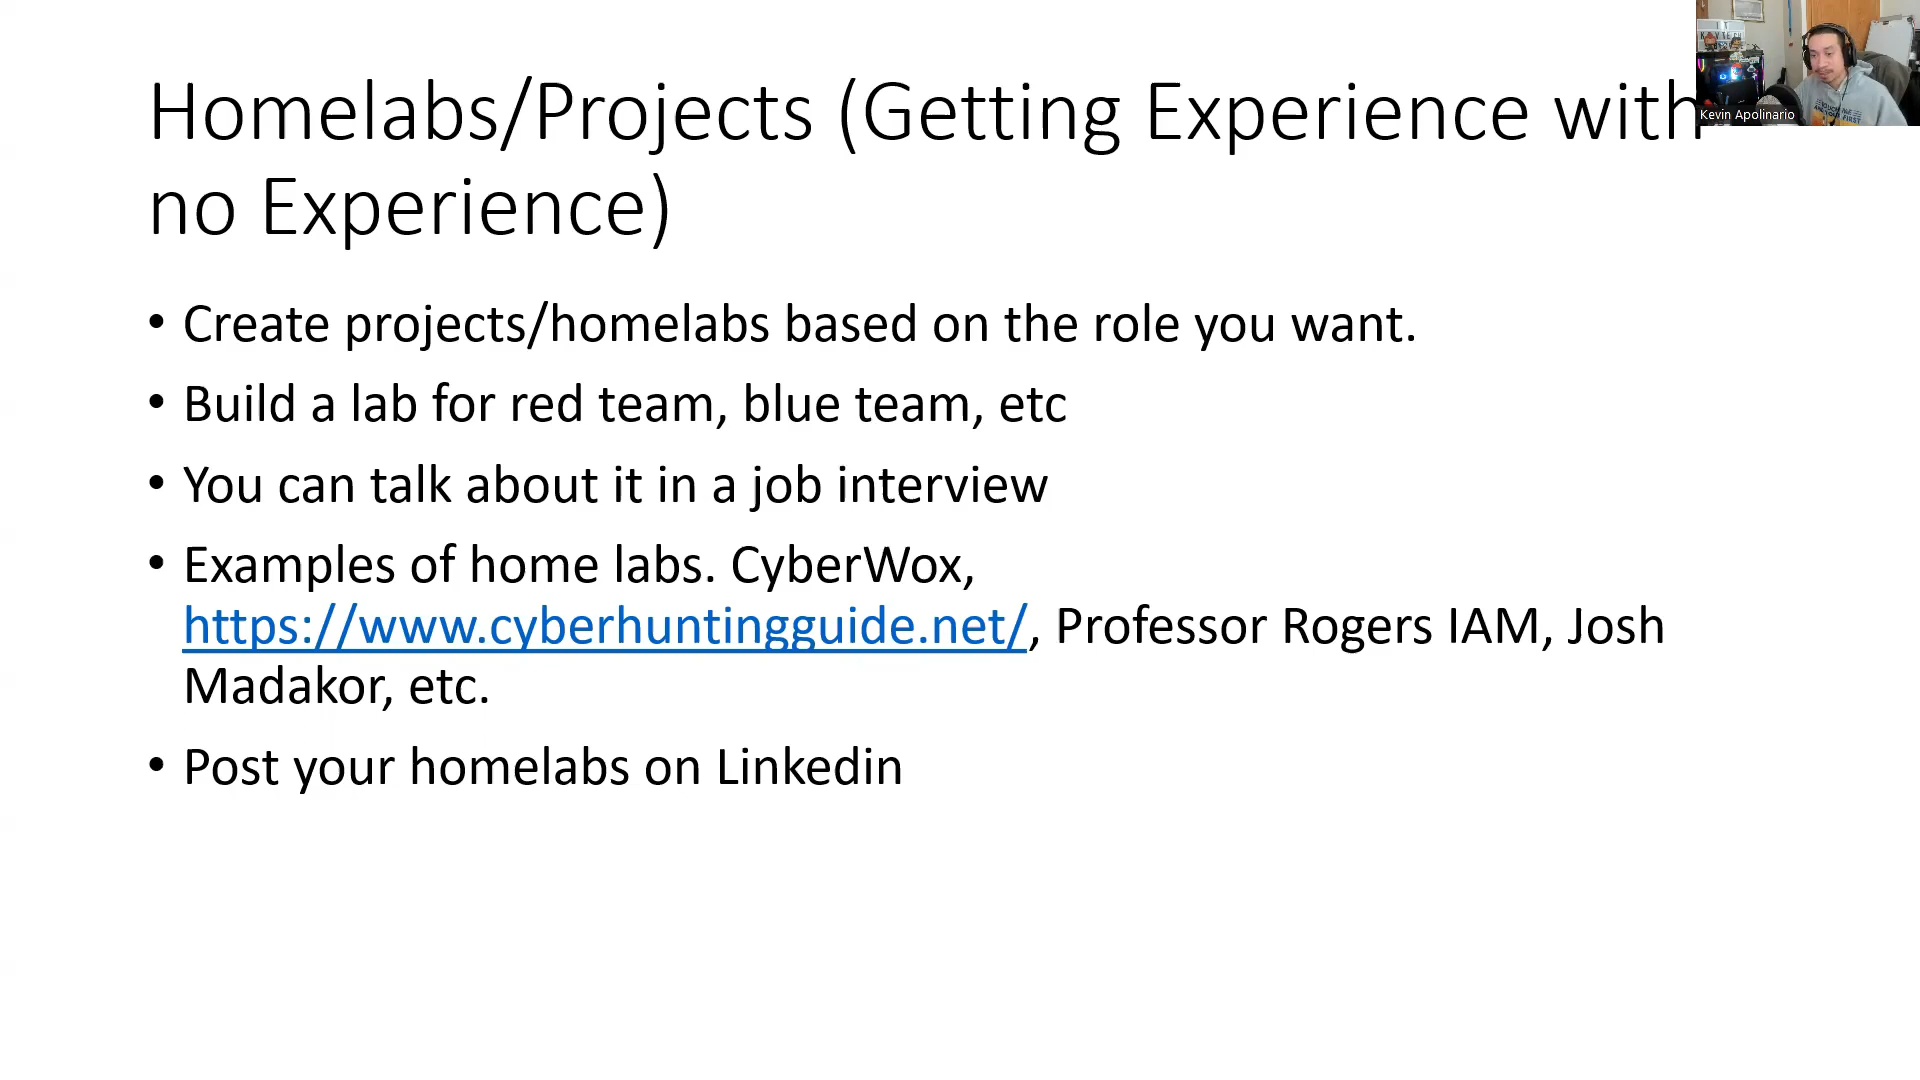 Homelabs/Projects (Getting Experience with
no Experience)
• Create projects/homelabs based on the role you want.
• Build a lab for red team, blue team, etc
• You can talk about it in a job interview
• Examples of home labs. CyberWox,
https://www.cyberhuntingguide.net/, Professor Rogers IAM, Josh
Madakor, etc.
• Post your homelabs on Linkedin
Kevin Apolinario